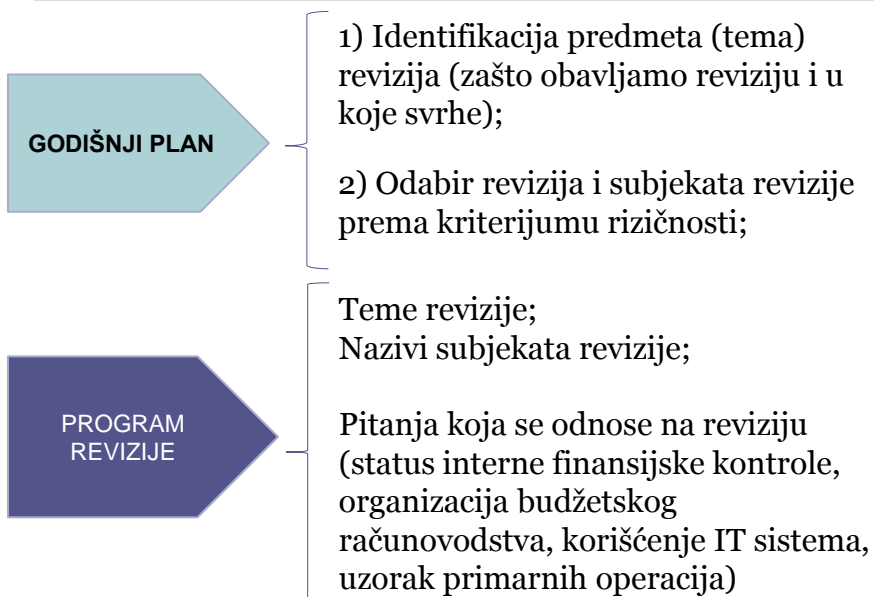 1) Identifikacija predmeta (tema)
revizija (zašto obavljamo reviziju i u
koje svrhe);
GODIŠNJI PLAN
2) Odabir revizija i subjekata revizije
prema kriterijumu rizičnosti;
Teme revizije;
Nazivi subjekata revizije;
PROGRAM
REVIZIJE
Pitanja koja se odnose na reviziju
(status interne finansijske kontrole,
organizacija budžetskog
računovodstva, korišćenje IT sistema,
uzorak primarnih operacija)